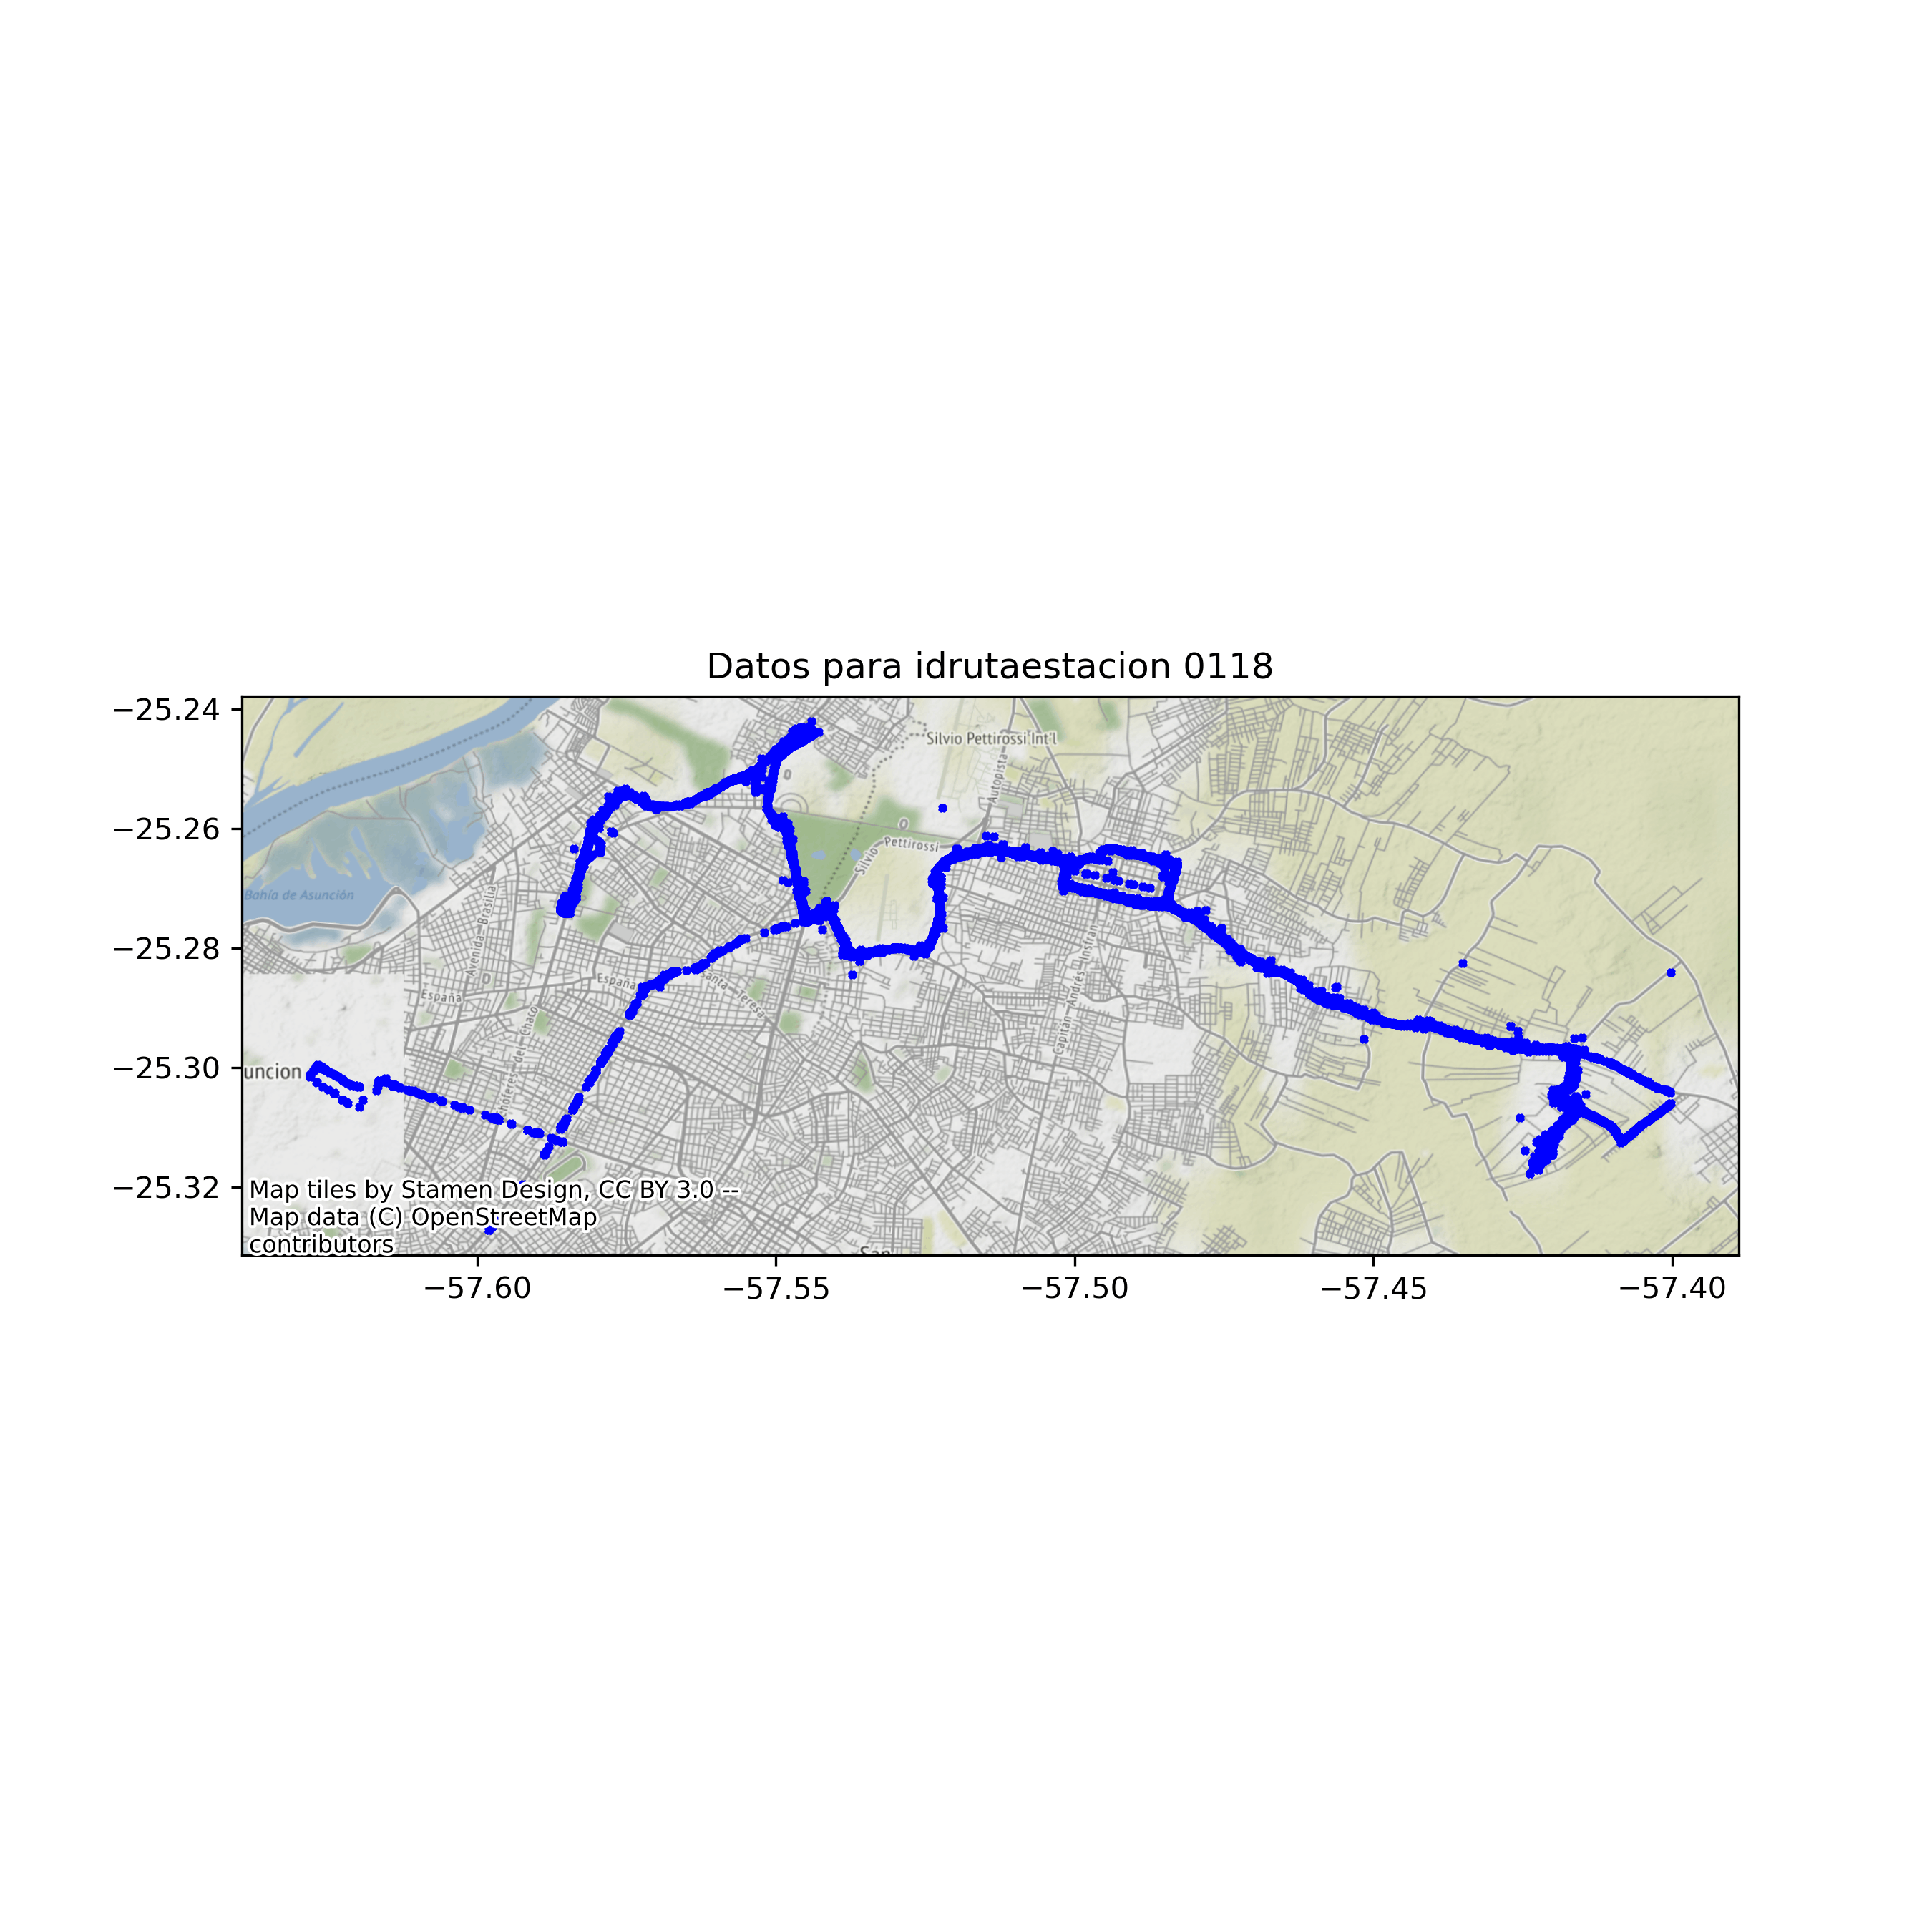 Datos para idrutaestacion 0118
−25.24
−25.26
−25.28
−25.30
−25.32
Silvio Pettirossi Int'l
Autopista
Silvio Pettirossi
Bahía de Asunción
Avenida Brasilia
España
España
Santa Teresa
Capitán Andrés Insfrán
uncion
San
Map tiles by Stamen Design, CC BY 3.0 --
Map data (C) OpenStreetMap
contributors
−57.60
−57.55
−57.50
−57.45
−57.40